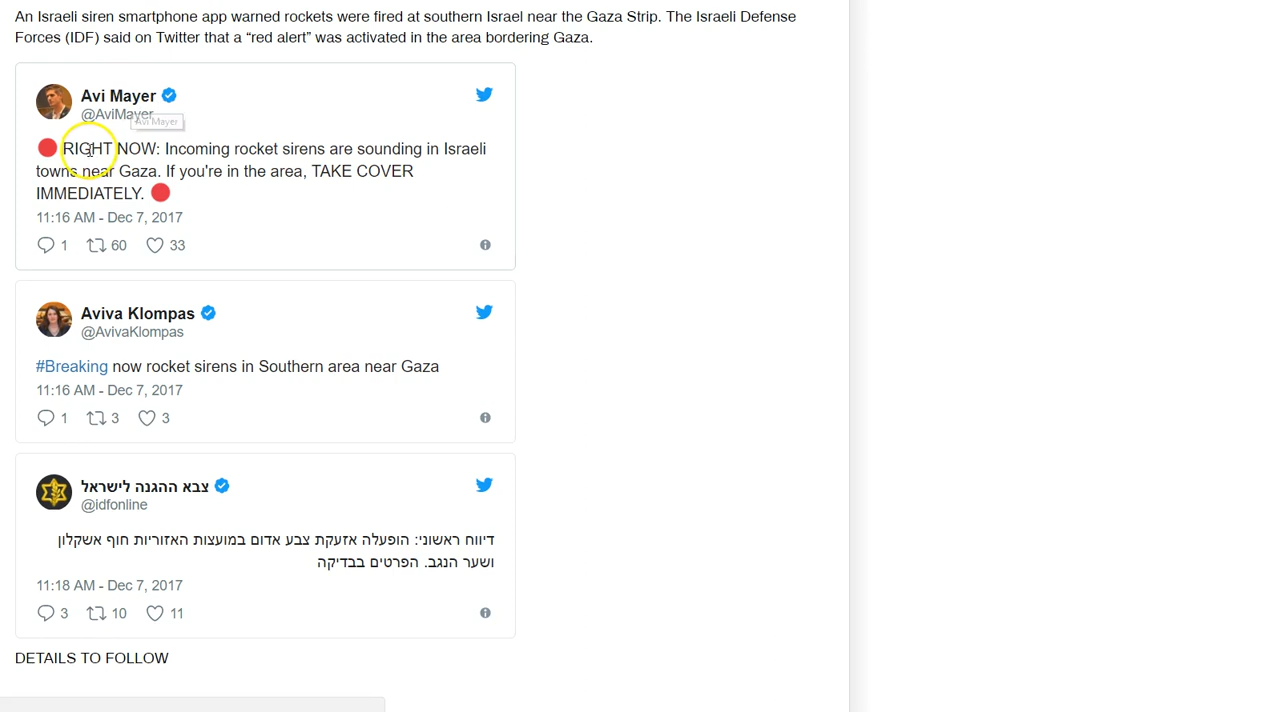 An Israeli siren smartphone app warned rockets were fired at southern Israel near the Gaza Strip. The Israeli Defense
Forces (IDF) said on Twitter that a “red alert” was activated in the area bordering Gaza.
Avi Mayer
@AviMayer
Avi Mayer
RIGHT NOW: Incoming rocket sirens are sounding in Israeli
towns near Gaza. If you're in the area, TAKE COVER
IMMEDIATELY.
11:16 AM - Dec 7, 2017
1 60 33
Aviva Klompas
@AvivaKlompas
#Breaking now rocket sirens in Southern area near Gaza
11:16 AM - Dec 7, 2017
1 3 3
צבא ההגנה לישראל
@idfonline
דיווח ראשוני: הופעלה אזעקת צבע אדום במועצות האזוריות חוף אשקלון
ושער הנגב. הפרטים בבדיקה
11:18 AM - Dec 7, 2017
3 10 11
DETAILS TO FOLLOW